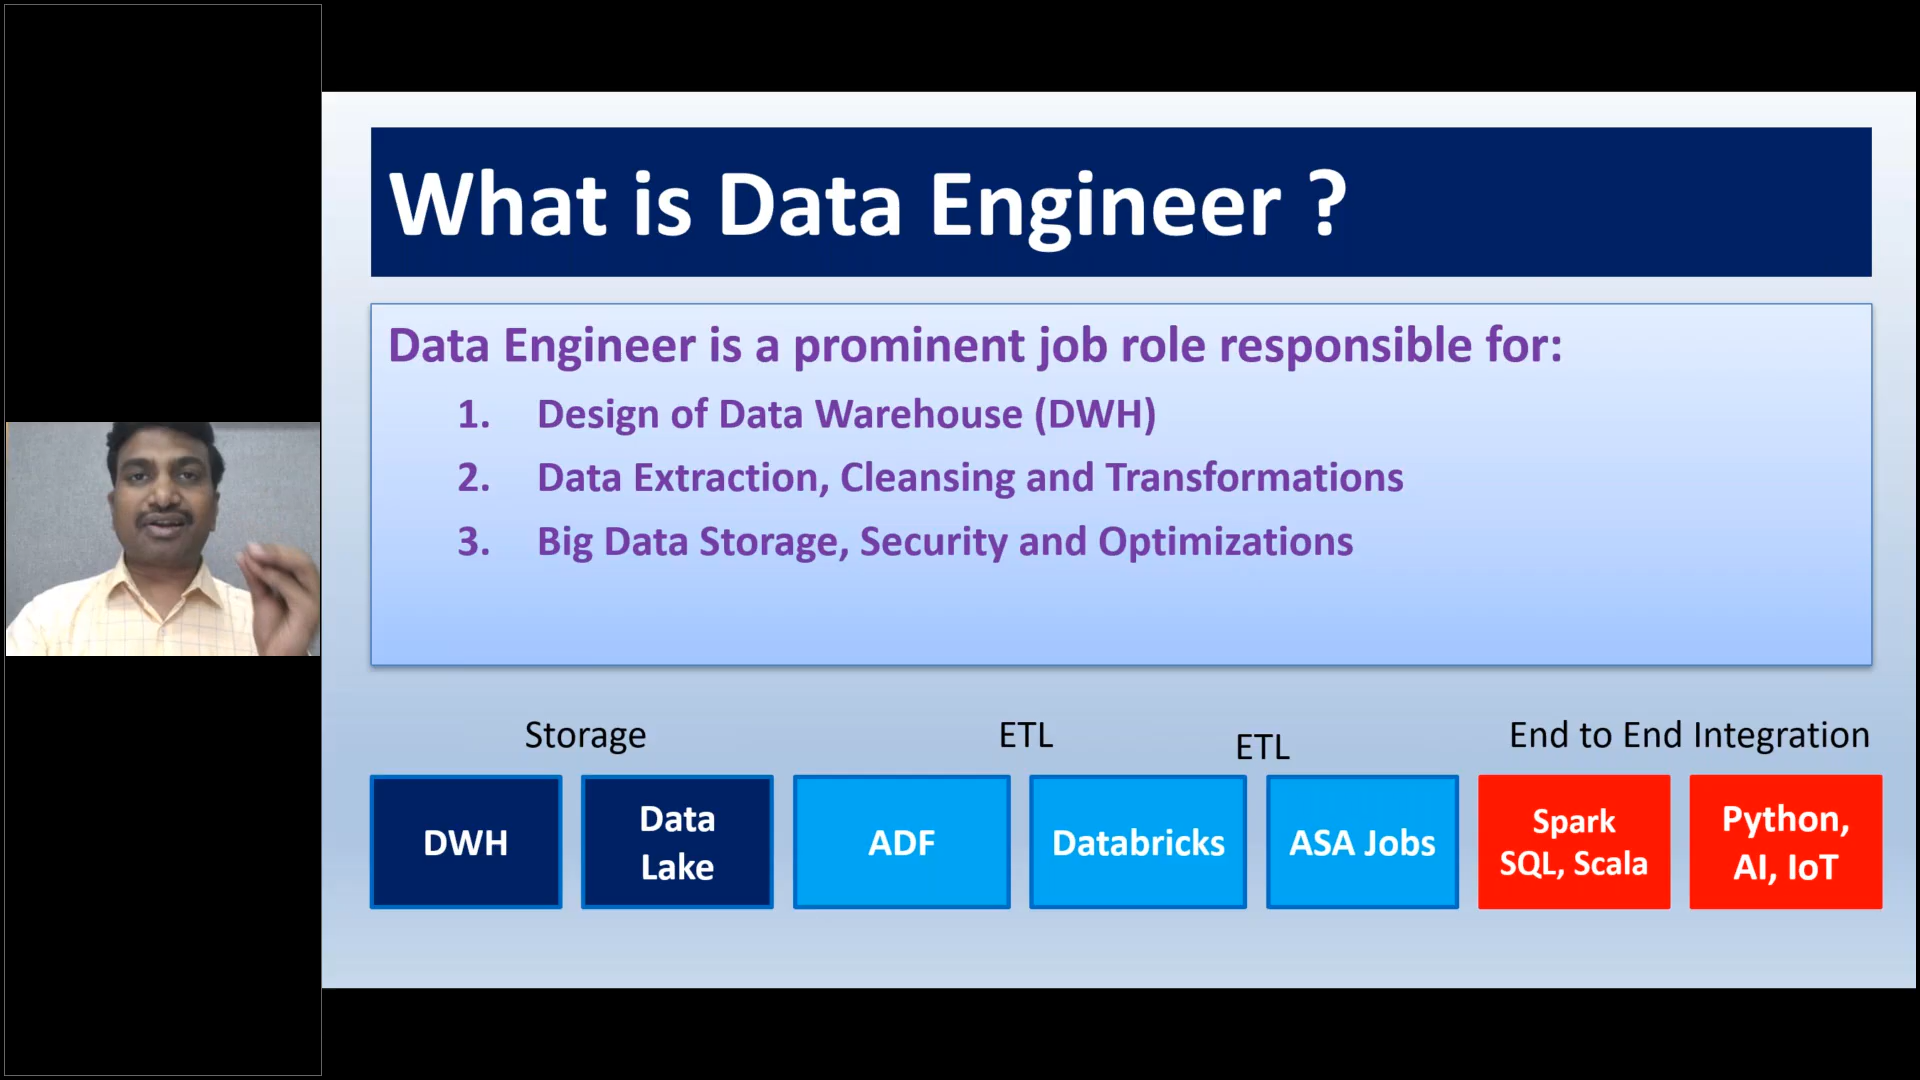 What is Data Engineer ?
Data Engineer is a prominent job role responsible for:
1. Design of Data Warehouse (DWH)
2. Data Extraction, Cleansing and Transformations
3. Big Data Storage, Security and Optimizations
Storage
ETL
ETL
End to End Integration
DWH
Data
Lake
ADF
Databricks
ASA Jobs
Spark
SQL, Scala
Python,
AI, IoT